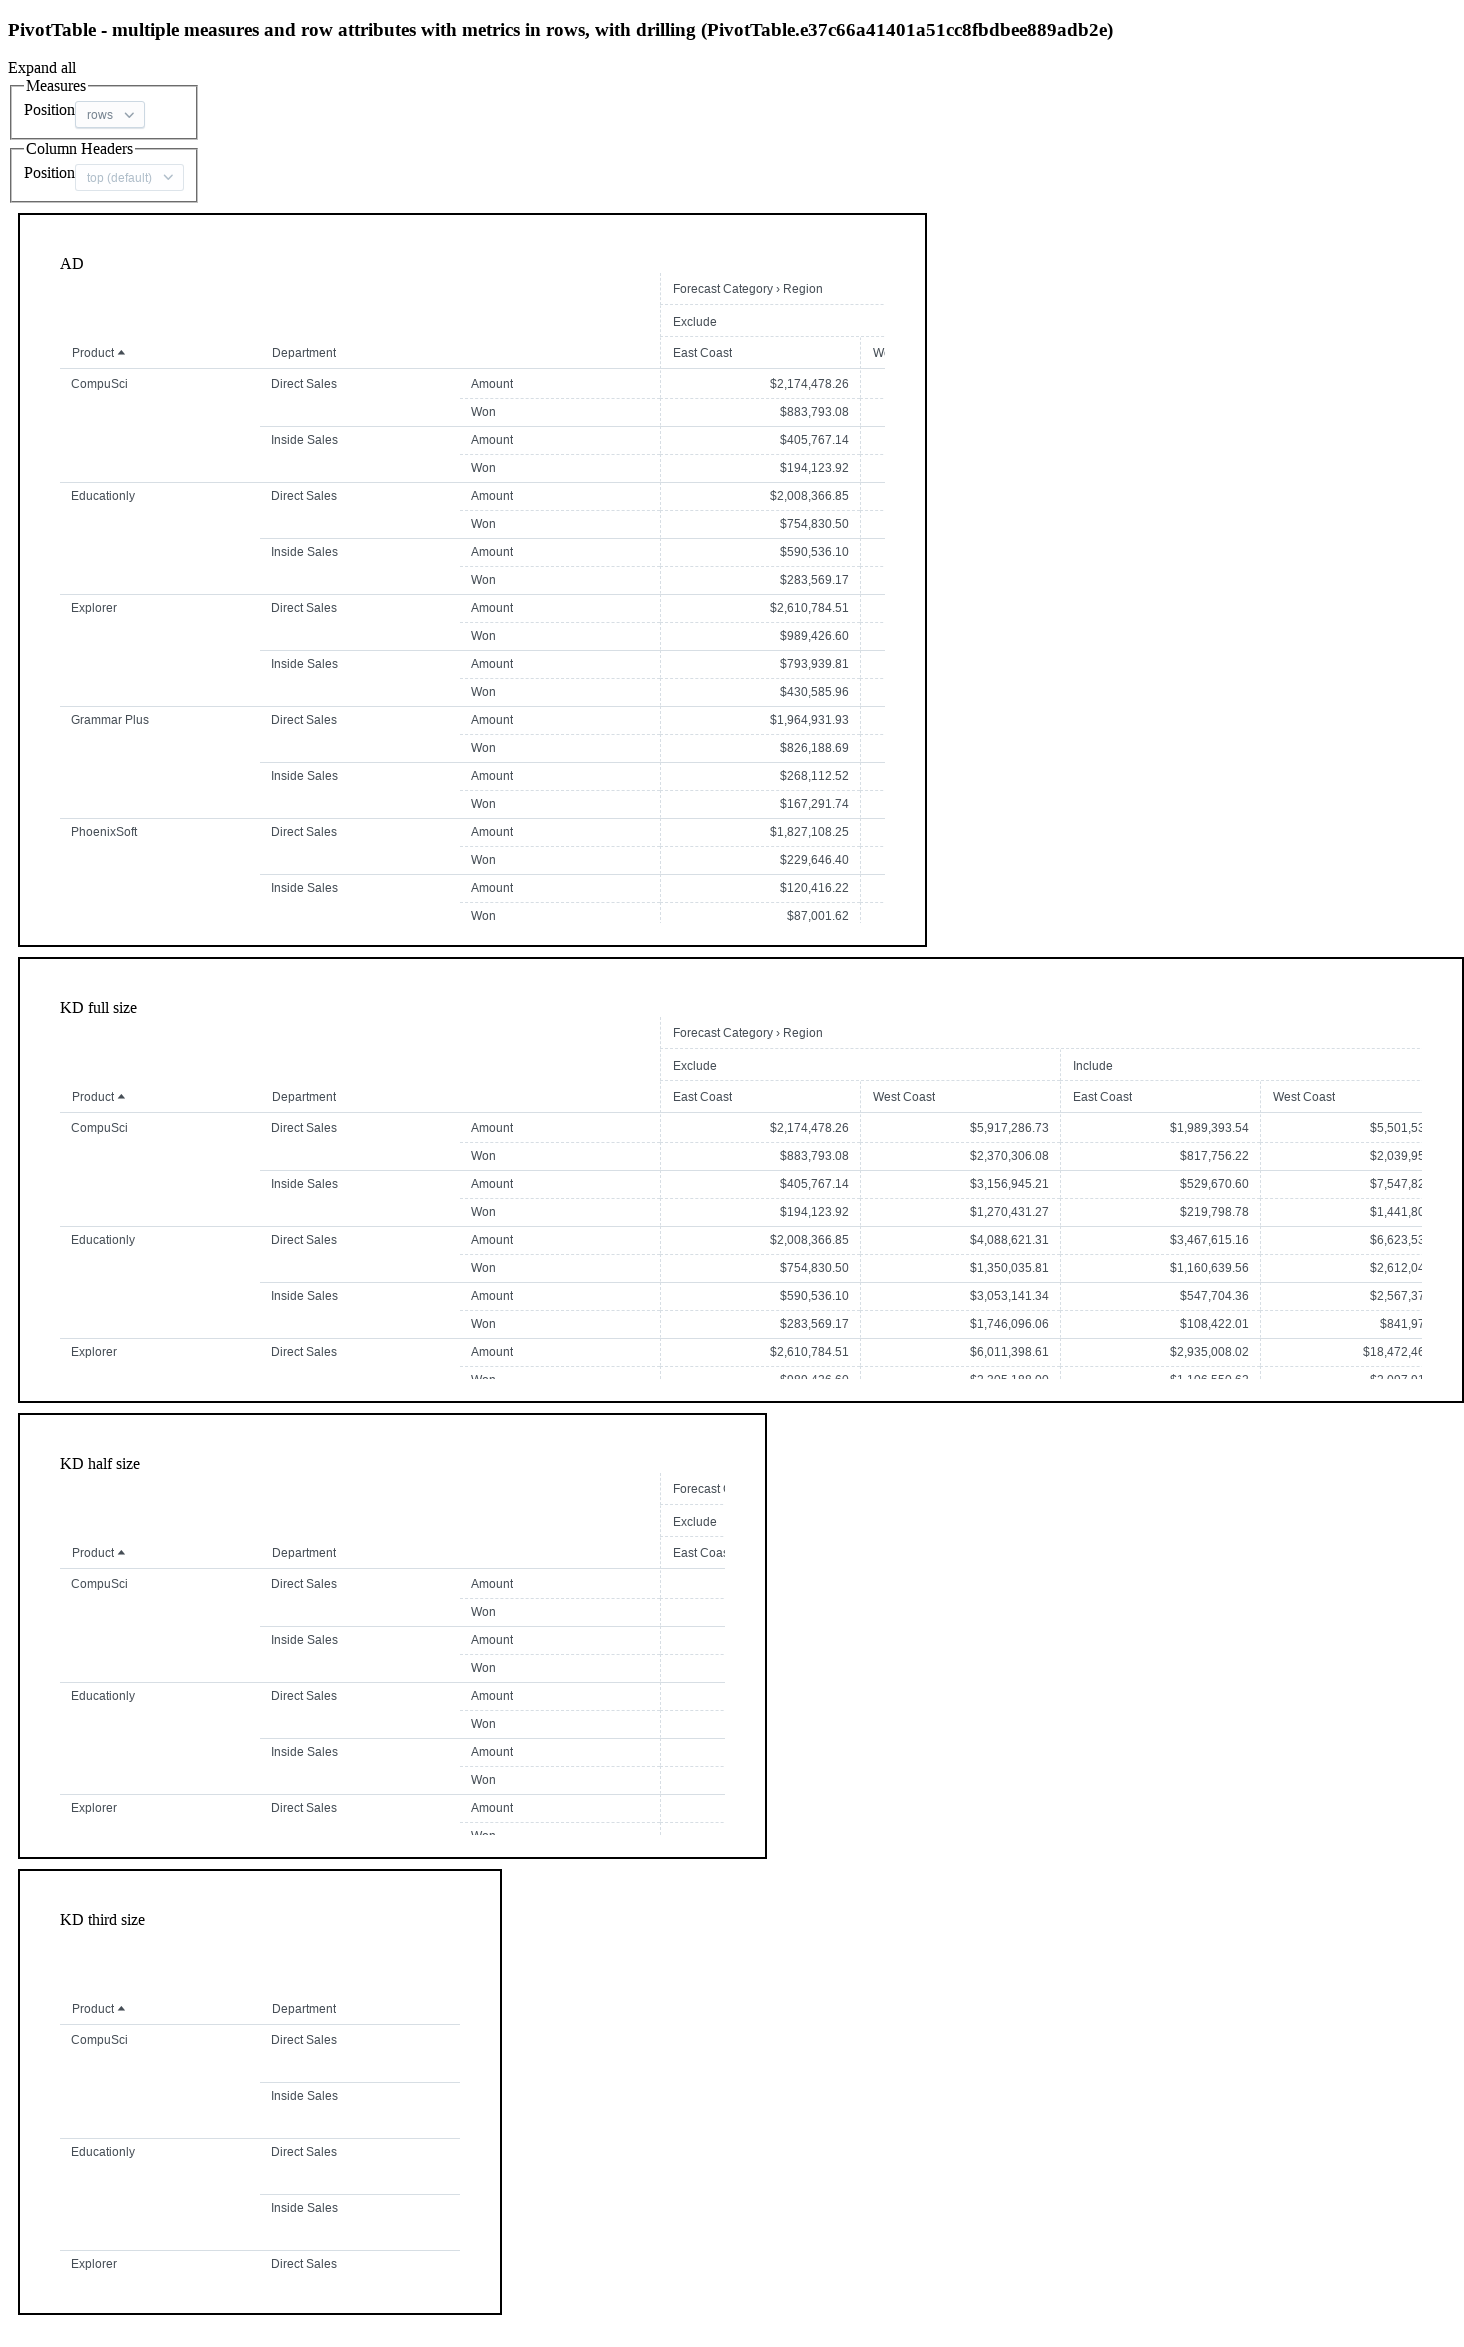 PivotTable - multiple measures and row attributes with metrics in rows, with drilling (PivotTable.e37c66a41401a51cc8fbdbee889adb2e)
Expand all
Measures
Position rows
Column Headers
Position top (default)
AD
Forecast Category › Region
Exclude
Product Department East Coast
CompuSci Direct Sales Amount $2,174,478.26
Won $883,793.08
Inside Sales Amount $405,767.14
Won $194,123.92
Educationly Direct Sales Amount $2,008,366.85
Won $754,830.50
Inside Sales Amount $590,536.10
Won $283,569.17
Explorer Direct Sales Amount $2,610,784.51
Won $989,426.60
Inside Sales Amount $793,939.81
Won $430,585.96
Grammar Plus Direct Sales Amount $1,964,931.93
Won $826,188.69
Inside Sales Amount $268,112.52
Won $167,291.74
PhoenixSoft Direct Sales Amount $1,827,108.25
Won $229,646.40
Inside Sales Amount $120,416.22
Won $87,001.62
KD full size
Forecast Category › Region
Exclude Include
Product Department East Coast West Coast East Coast West Coast
CompuSci Direct Sales Amount $2,174,478.26 $5,917,286.73 $1,989,393.54 $5,501,53
Won $883,793.08 $2,370,306.08 $817,756.22 $2,039,95
Inside Sales Amount $405,767.14 $3,156,945.21 $529,670.60 $7,547,82
Won $194,123.92 $1,270,431.27 $219,798.78 $1,441,80
Educationly Direct Sales Amount $2,008,366.85 $4,088,621.31 $3,467,615.16 $6,623,53
Won $754,830.50 $1,350,035.81 $1,160,639.56 $2,612,04
Inside Sales Amount $590,536.10 $3,053,141.34 $547,704.36 $2,567,37
Won $283,569.17 $1,746,096.06 $108,422.01 $841,97
Explorer Direct Sales Amount $2,610,784.51 $6,011,398.61 $2,935,008.02 $18,472,46
KD half size
Forecast
Exclude
Product Department East Coas
CompuSci Direct Sales Amount
Won
Inside Sales Amount
Won
Educationly Direct Sales Amount
Won
Inside Sales Amount
Won
Explorer Direct Sales Amount
KD third size
Product Department
CompuSci Direct Sales
Inside Sales
Educationly Direct Sales
Inside Sales
Explorer Direct Sales